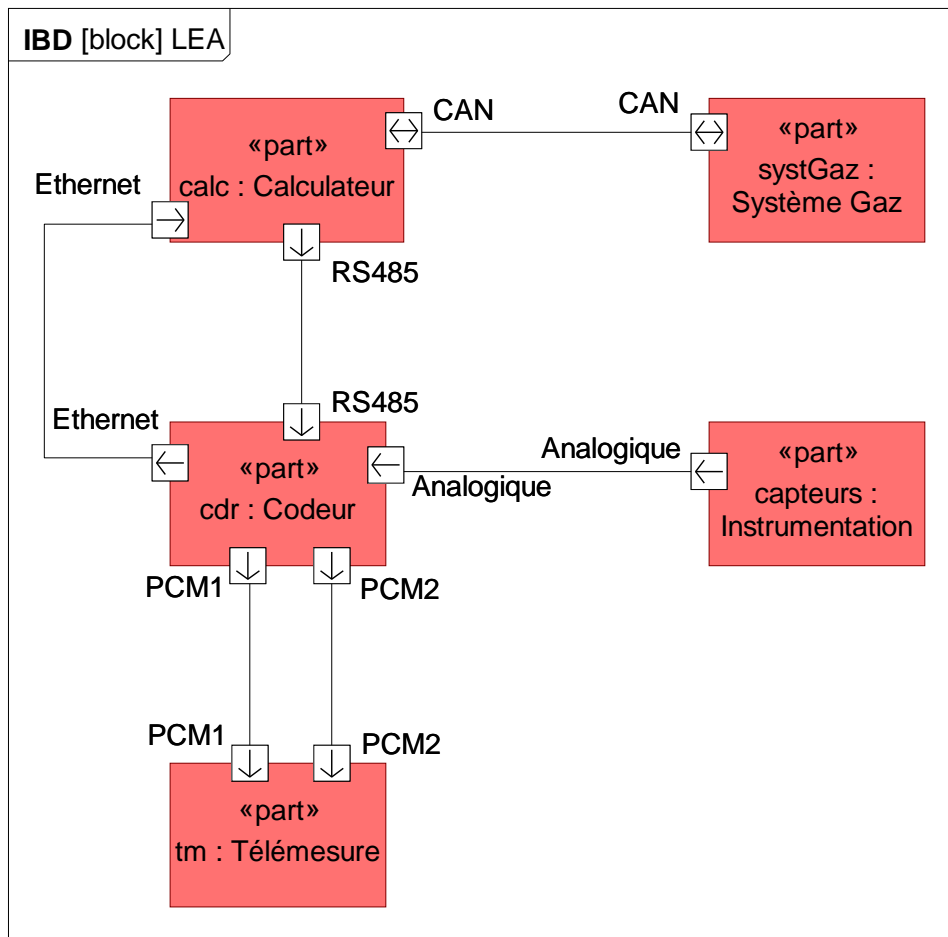 IBD [block] LEA
CAN
CAN
«part»
calc : Calculateur
«part»
systGaz :
Système Gaz
Ethernet
RS485
RS485
Ethernet
«part»
cdr : Codeur
Analogique
Analogique
«part»
capteurs :
Instrumentation
PCM1
PCM2
PCM1
PCM2
«part»
tm : Télémesure